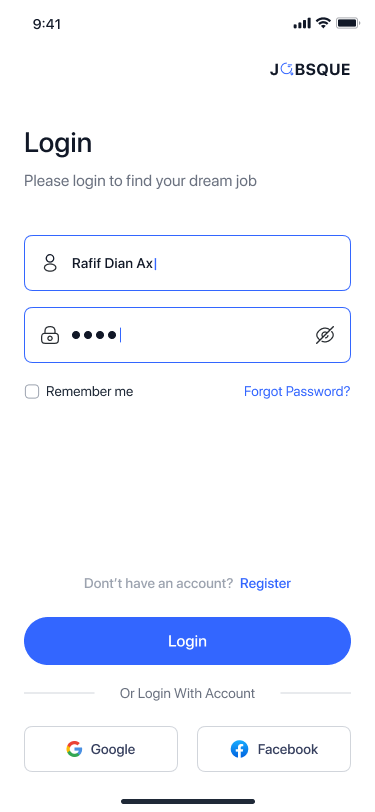 9:41
JOBSQUE
Login
Please login to find your dream job
Rafif Dian Ax
Remember me
Forgot Password?
Dont't have an account? Register
Login
Or Login With Account
Google
Facebook